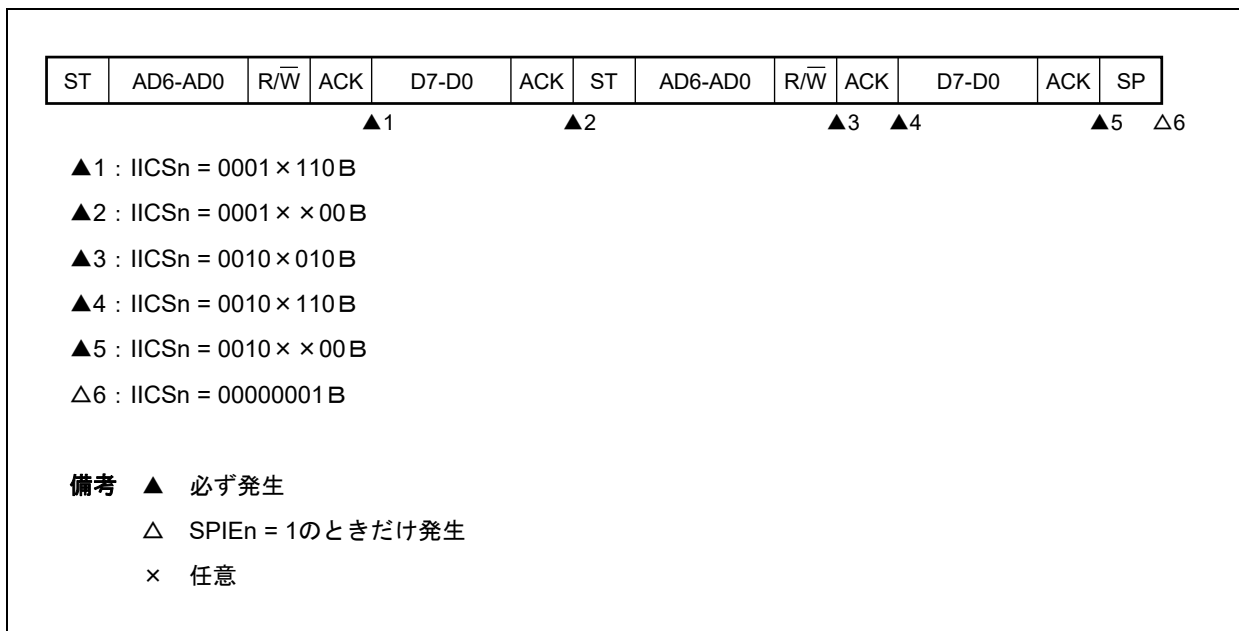 ST AD6-AD0 R/W̅ ACK D7-D0 ACK ST AD6-AD0 R/W̅ ACK D7-D0 ACK SP
▲1 ▲2 ▲3 ▲4 ▲5 △6
▲1：IICSn = 0001×110B
▲2：IICSn = 0001××00B
▲3：IICSn = 0010×010B
▲4：IICSn = 0010×110B
▲5：IICSn = 0010××00B
△6：IICSn = 00000001B
備考 ▲ 必ず発生
△ SPIEn = 1のときだけ発生
× 任意